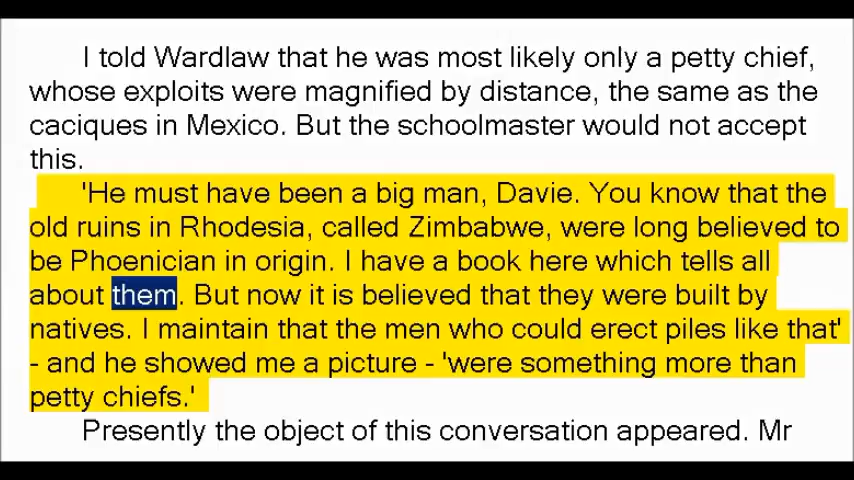 I told Wardlaw that he was most likely only a petty chief,
whose exploits were magnified by distance, the same as the
caciques in Mexico. But the schoolmaster would not accept
this.
'He must have been a big man, Davie. You know that the
old ruins in Rhodesia, called Zimbabwe, were long believed to
be Phoenician in origin. I have a book here which tells all
about them. But now it is believed that they were built by
natives. I maintain that the men who could erect piles like that'
- and he showed me a picture - 'were something more than
petty chiefs.'
Presently the object of this conversation appeared. Mr